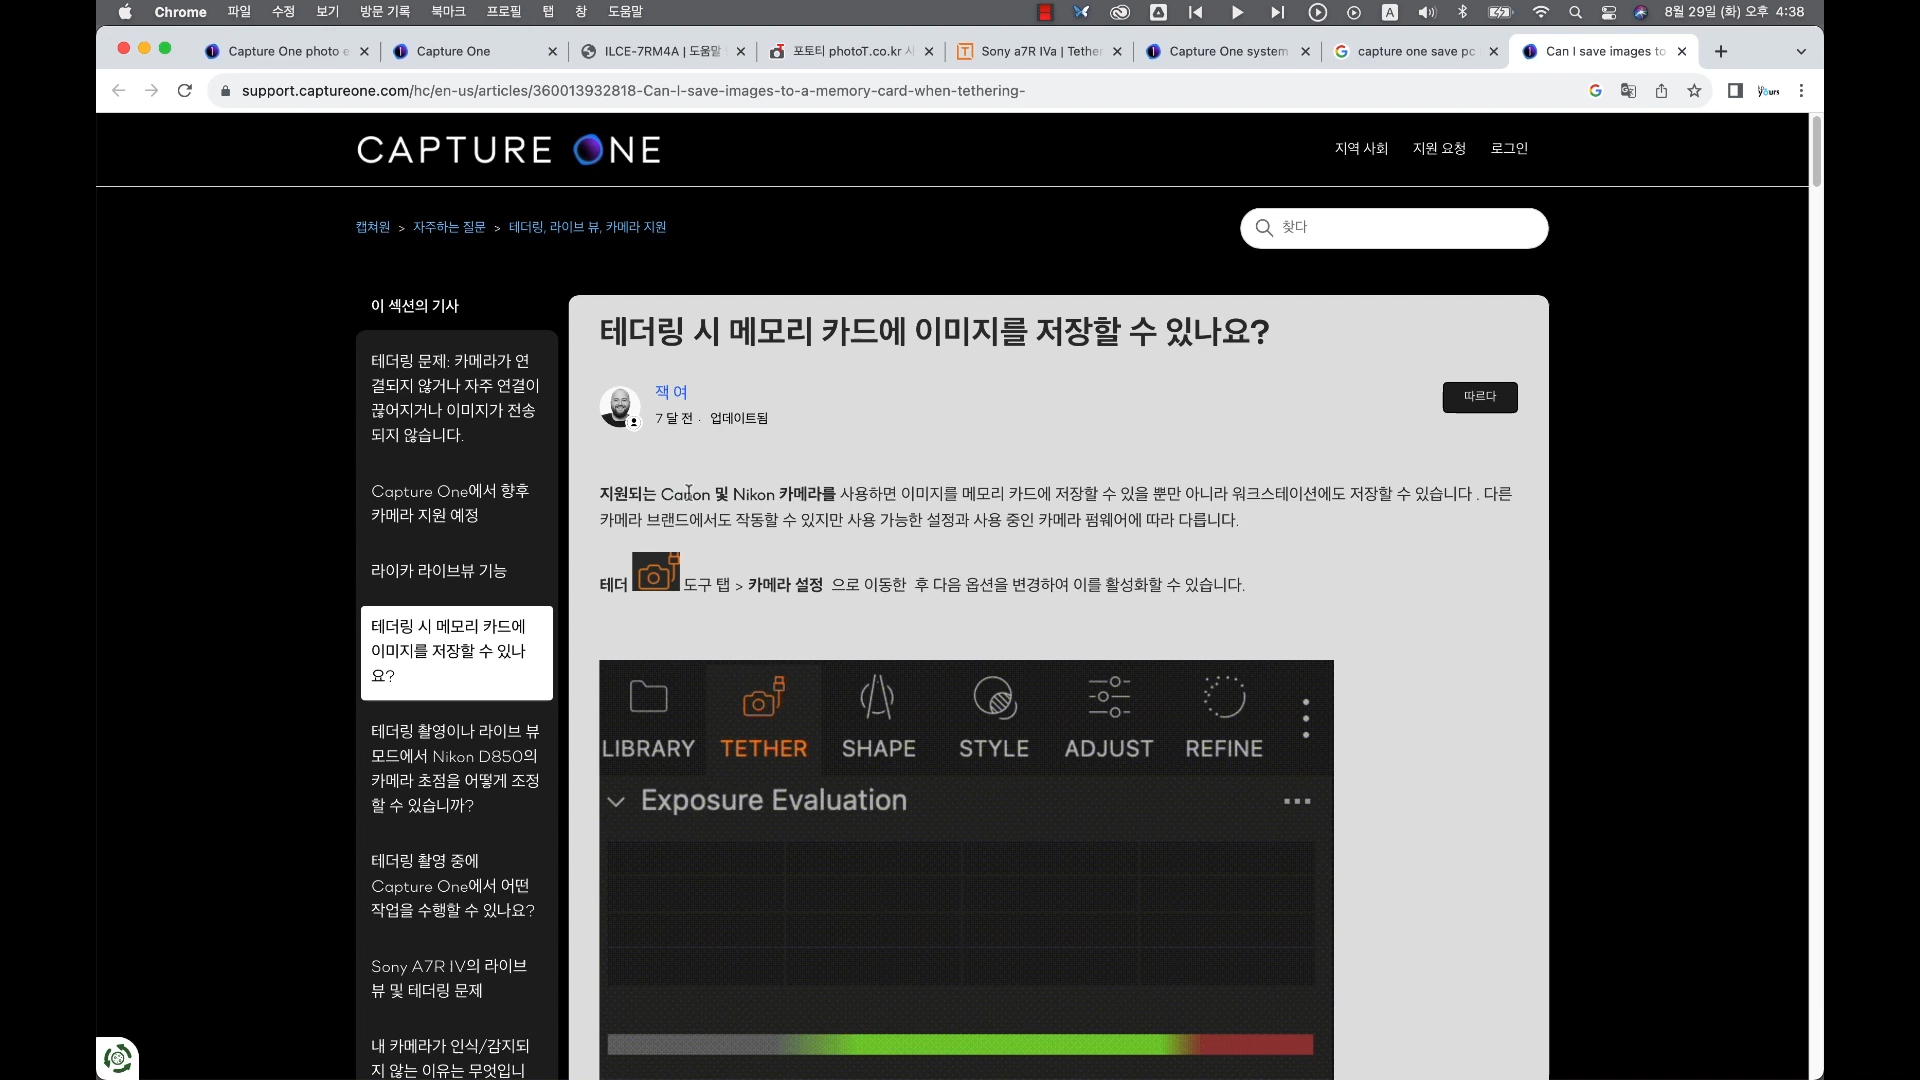 Chrome 파일 수정 보기 방문 기록 북마크 프로필 탭 창 도움말 A 8월 29일 (화) 오후 4:38
Capture One photo e Capture One ILCE-7RM4A | 도움말 포토티 photoT.co.kr 사 Sony a7R IVa | Tether Capture One system capture one save pc Can I save images to
support.captureone.com/hc/en-us/articles/360013932818-Can-I-save-images-to-a-memory-card-when-tethering-
CAPTURE ONE
지역 사회 지원 요청 로그인
캡쳐원 > 자주하는 질문 > 테더링, 라이브 뷰, 카메라 지원
찾다
이 섹션의 기사
테더링 문제: 카메라가 연
결되지 않거나 자주 연결이
끊어지거나 이미지가 전송
되지 않습니다.
Capture One에서 향후
카메라 지원 예정
라이카 라이브뷰 기능
테더링 시 메모리 카드에
이미지를 저장할 수 있나
요?
테더링 촬영이나 라이브 뷰
모드에서 Nikon D850의
카메라 초점을 어떻게 조정
할 수 있습니까?
테더링 촬영 중에
Capture One에서 어떤
작업을 수행할 수 있나요?
Sony A7R IV의 라이브
뷰 및 테더링 문제
내 카메라가 인식/감지되
지 않는 이유는 무엇입니
테더링 시 메모리 카드에 이미지를 저장할 수 있나요?
잭 여
7 달 전 · 업데이트됨
따르다
지원되는 Canon 및 Nikon 카메라를 사용하면 이미지를 메모리 카드에 저장할 수 있을 뿐만 아니라 워크스테이션에도 저장할 수 있습니다 . 다른
카메라 브랜드에서도 작동할 수 있지만 사용 가능한 설정과 사용 중인 카메라 펌웨어에 따라 다릅니다.
테더 도구 탭 > 카메라 설정 으로 이동한 후 다음 옵션을 변경하여 이를 활성화할 수 있습니다.
LIBRARY TETHER SHAPE STYLE ADJUST REFINE
Exposure Evaluation